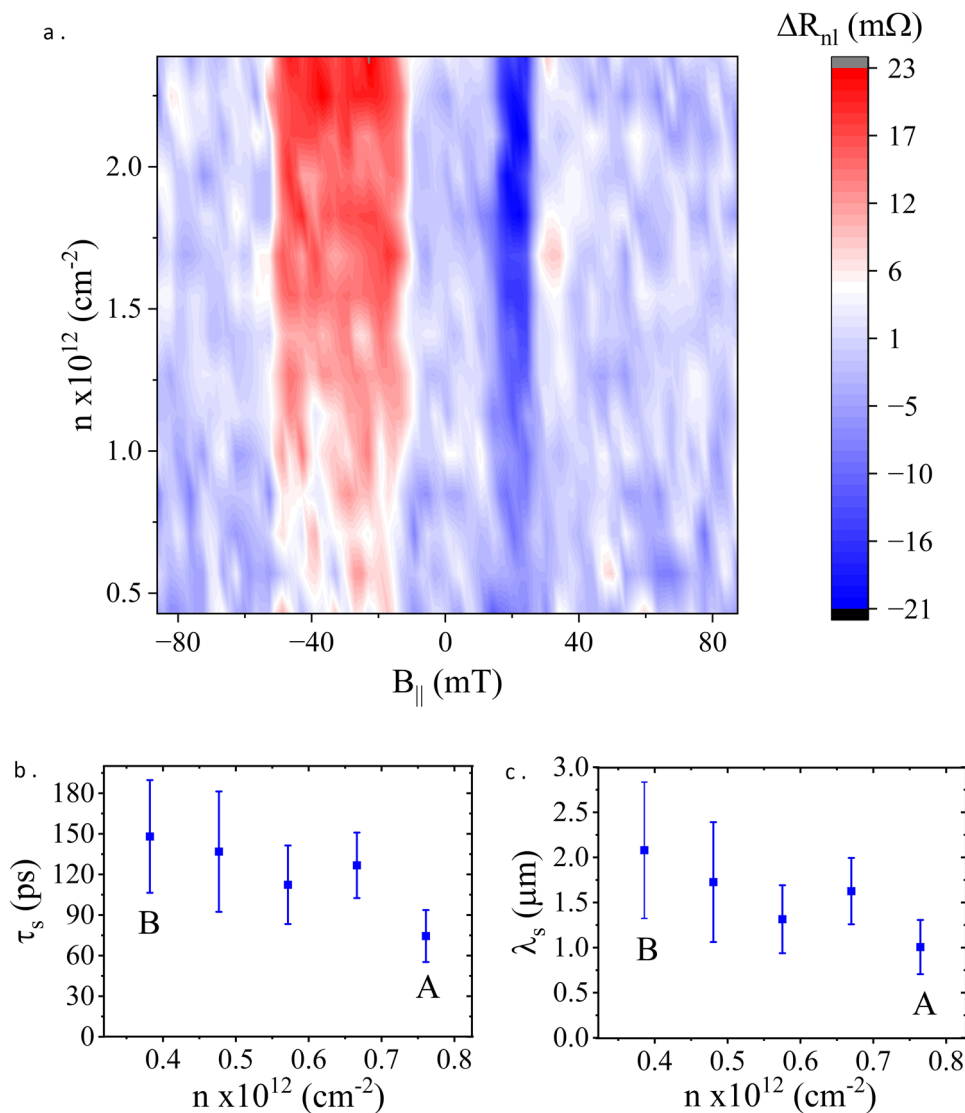 a.
ΔRnl (mΩ)
23
17
12
6
1
−5
−10
−16
−21
n x10^12 (cm^-2)
2.0
1.5
1.0
0.5
−80 −40 0 40 80
B|| (mT)
b.
τs (ps)
180
150
120
90
60
30
0
B
A
0.4 0.5 0.6 0.7 0.8
n x10^12 (cm^-2)
c.
λs (μm)
3.0
2.5
2.0
1.5
1.0
0.5
0.0
B
A
0.4 0.5 0.6 0.7 0.8
n x10^12 (cm^-2)